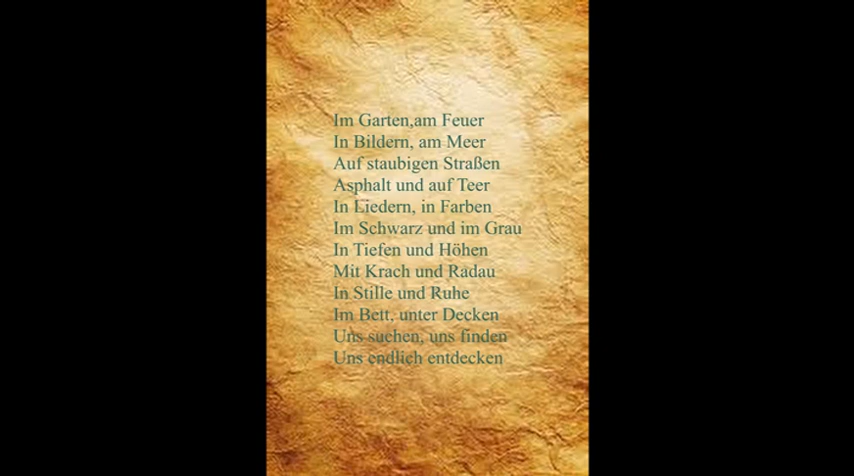 Im Garten,am Feuer
In Bildern, am Meer
Auf staubigen Straßen
Asphalt und auf Teer
In Liedern, in Farben
Im Schwarz und im Grau
In Tiefen und Höhen
Mit Krach und Radau
In Stille und Ruhe
Im Bett, unter Decken
Uns suchen, uns finden
Uns endlich entdecken